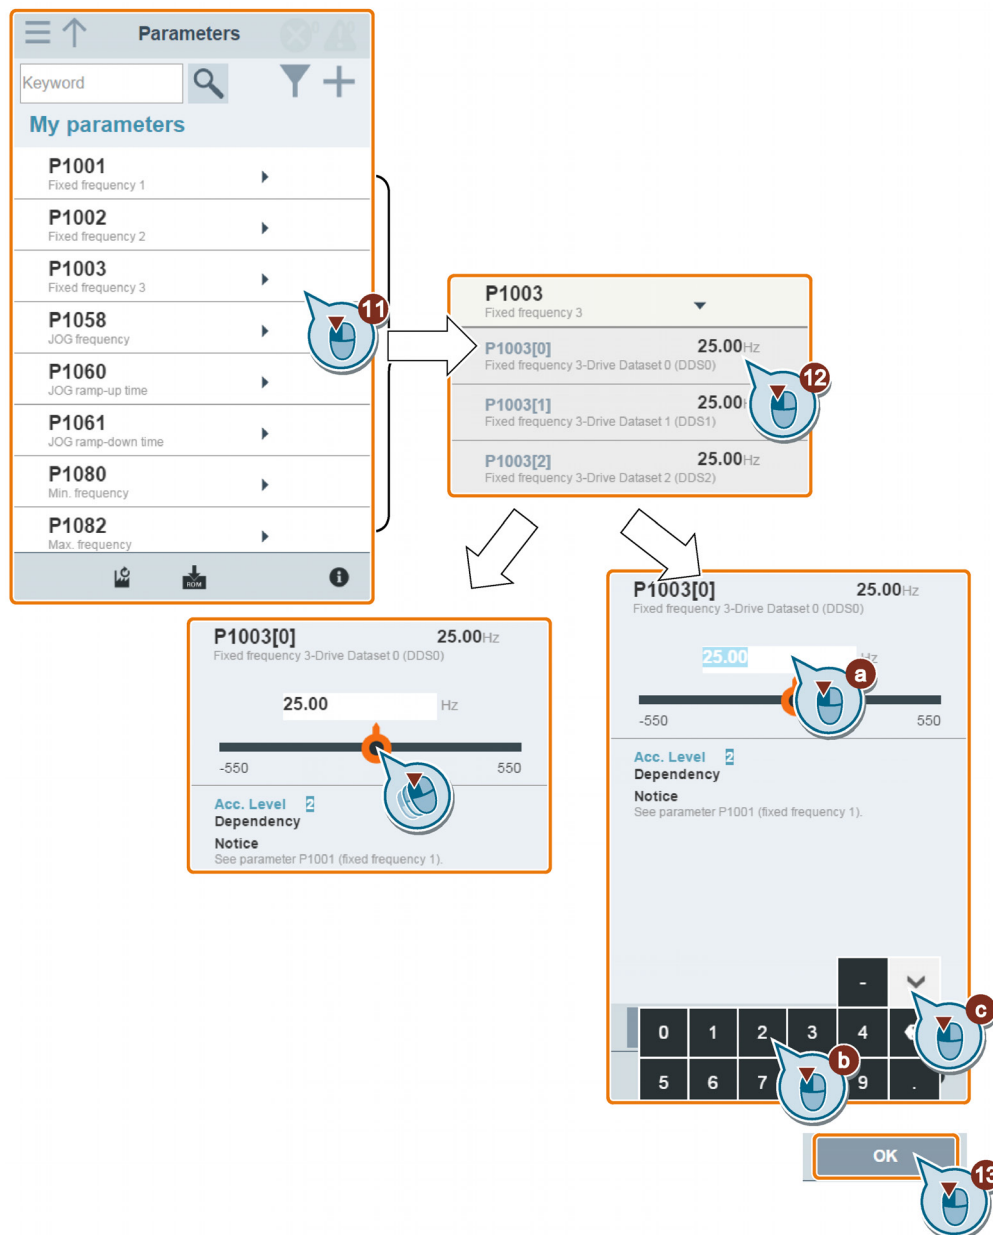 Parameters
Keyword
My parameters
P1001
Fixed frequency 1
P1002
Fixed frequency 2
P1003
Fixed frequency 3
P1058
JOG frequency
P1060
JOG ramp-up time
P1061
JOG ramp-down time
P1080
Min. frequency
P1082
Max. frequency
ROM
11
P1003
Fixed frequency 3
P1003[0] 25.00Hz
Fixed frequency 3-Drive Dataset 0 (DDS0)
P1003[1] 25.00
Fixed frequency 3-Drive Dataset 1 (DDS1)
P1003[2] 25.00Hz
Fixed frequency 3-Drive Dataset 2 (DDS2)
12
P1003[0] 25.00Hz
Fixed frequency 3-Drive Dataset 0 (DDS0)
25.00 Hz
-550 550
Acc. Level 2
Dependency
Notice
See parameter P1001 (fixed frequency 1).
P1003[0] 25.00Hz
Fixed frequency 3-Drive Dataset 0 (DDS0)
25.00 Hz
a
-550 550
Acc. Level 2
Dependency
Notice
See parameter P1001 (fixed frequency 1).
-
c
0 1 2 3 4
b
5 6 7 9 .
OK
13